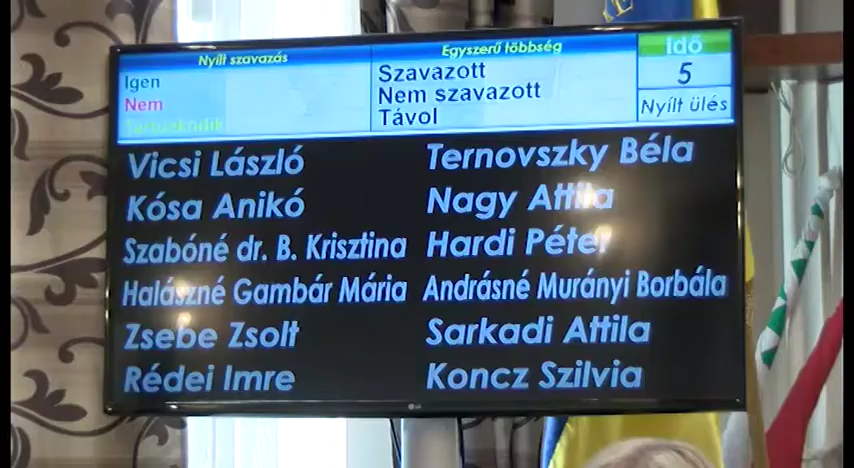 Nyílt szavazás
Egyszerű többség
Idő
Igen
Szavazott
5
Nem
Nem szavazott
Nyílt ülés
Tartózkodik
Távol
Vicsi László
Ternovszky Béla
Kósa Anikó
Nagy Attila
Szabóné dr. B. Krisztina
Hardi Péter
Halászné Gambár Mária
Andrásné Murányi Borbála
Zsebe Zsolt
Sarkadi Attila
Rédei Imre
Koncz Szilvia
LG